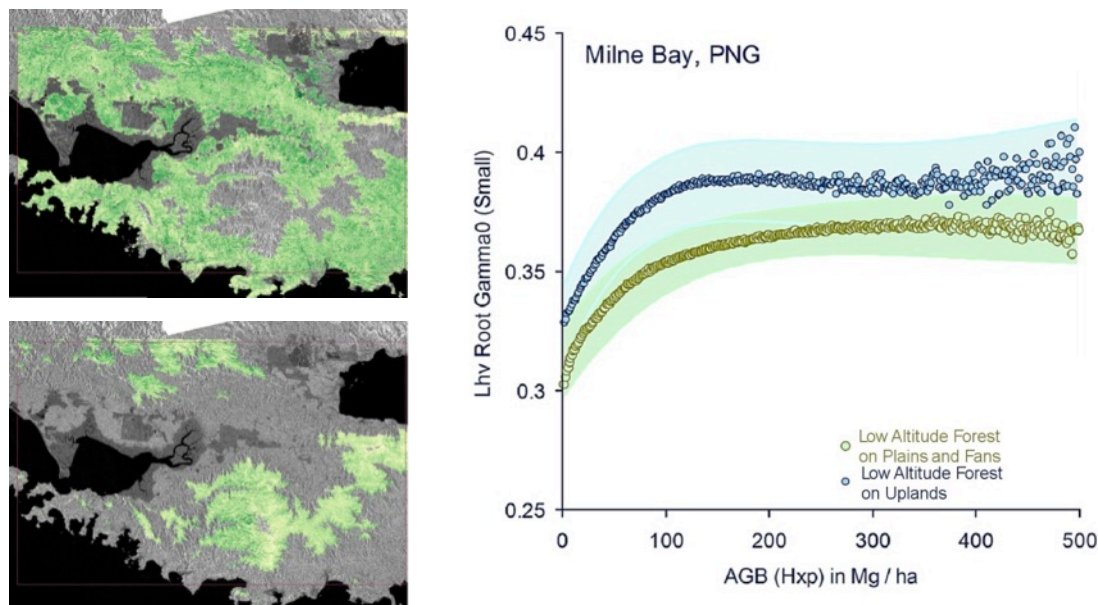 0.45
Milne Bay, PNG
0.4
0.35
0.3
0.25
Lhv Root Gamma0 (Small)
Low Altitude Forest
on Plains and Fans
Low Altitude Forest
on Uplands
0 100 200 300 400 500
AGB (Hxp) in Mg / ha